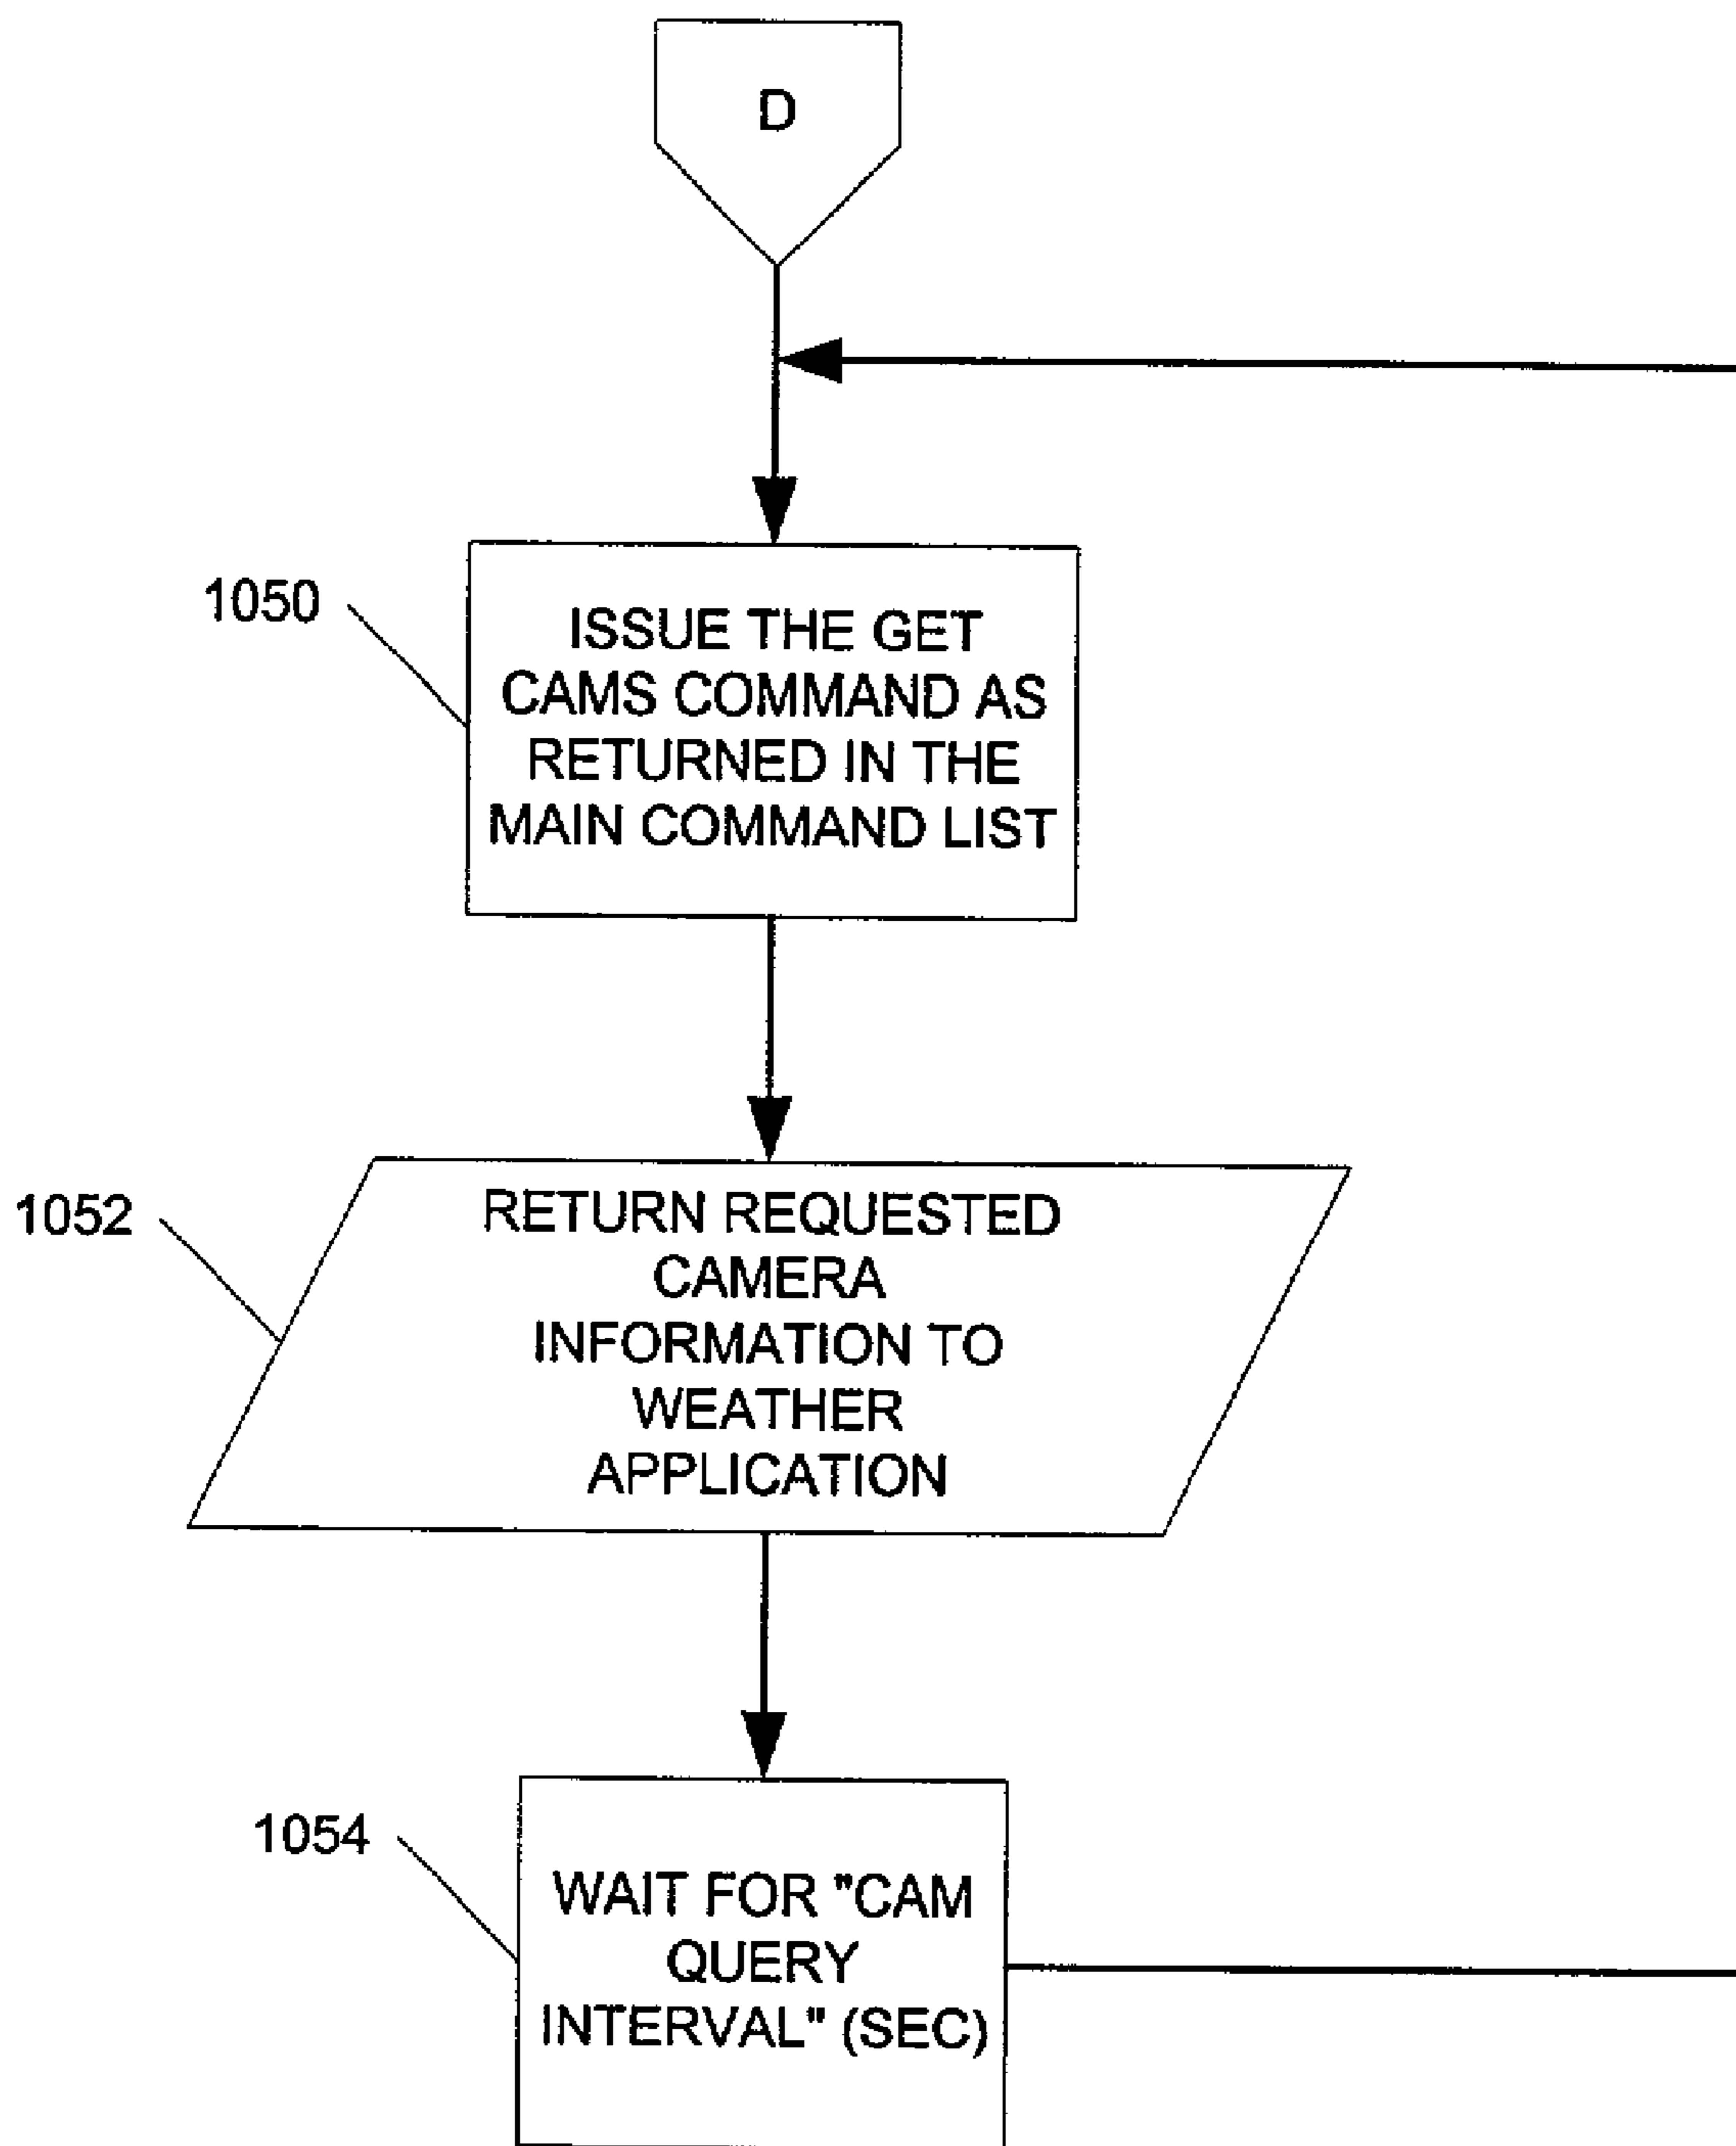 D
1050
ISSUE THE GET
CAMS COMMAND AS
RETURNED IN THE
MAIN COMMAND LIST
1052
RETURN REQUESTED
CAMERA
INFORMATION TO
WEATHER
APPLICATION
1054
WAIT FOR "CAM
QUERY
INTERVAL" (SEC)